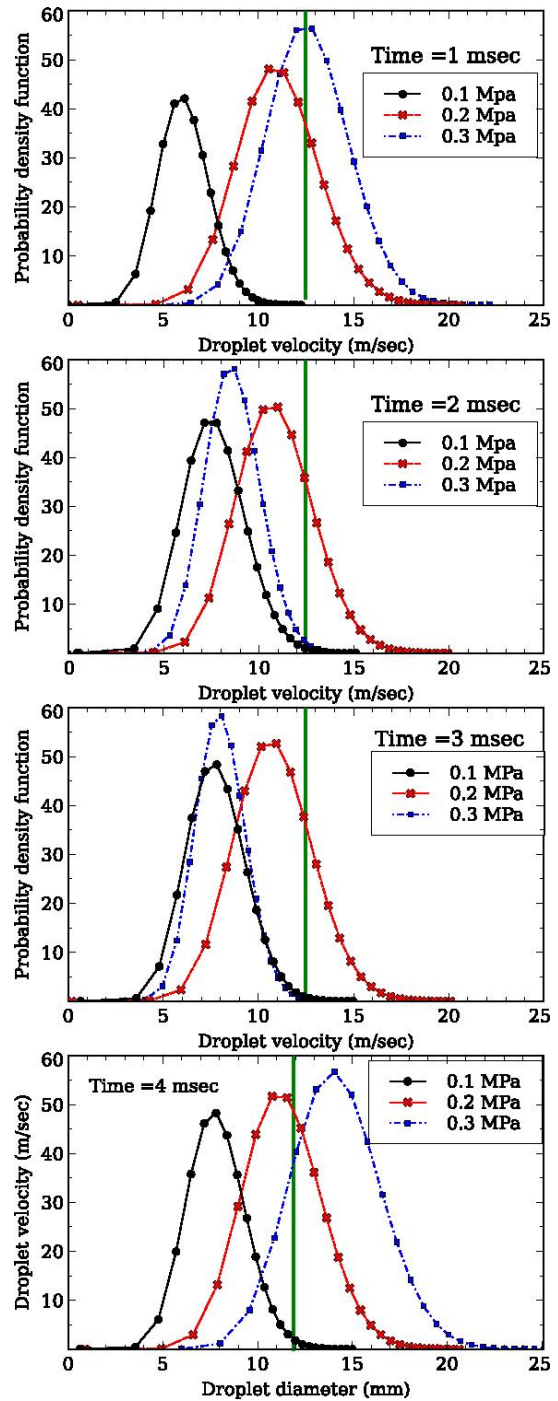 60
50
40
30
20
10
Probability density function
Time =1 msec
0.1 Mpa
0.2 Mpa
0.3 Mpa
0 5 10 15 20 25
Droplet velocity (m/sec)
60
50
40
30
20
10
Probability density function
Time =2 msec
0.1 Mpa
0.2 Mpa
0.3 Mpa
0 5 10 15 20 25
Droplet velocity (m/sec)
60
50
40
30
20
10
Probability density function
Time =3 msec
0.1 MPa
0.2 MPa
0.3 MPa
0 5 10 15 20 25
Droplet velocity (m/sec)
60
50
40
30
20
10
Droplet velocity (m/sec)
Time =4 msec
0.1 MPa
0.2 MPa
0.3 MPa
0 5 10 15 20 25
Droplet diameter (mm)